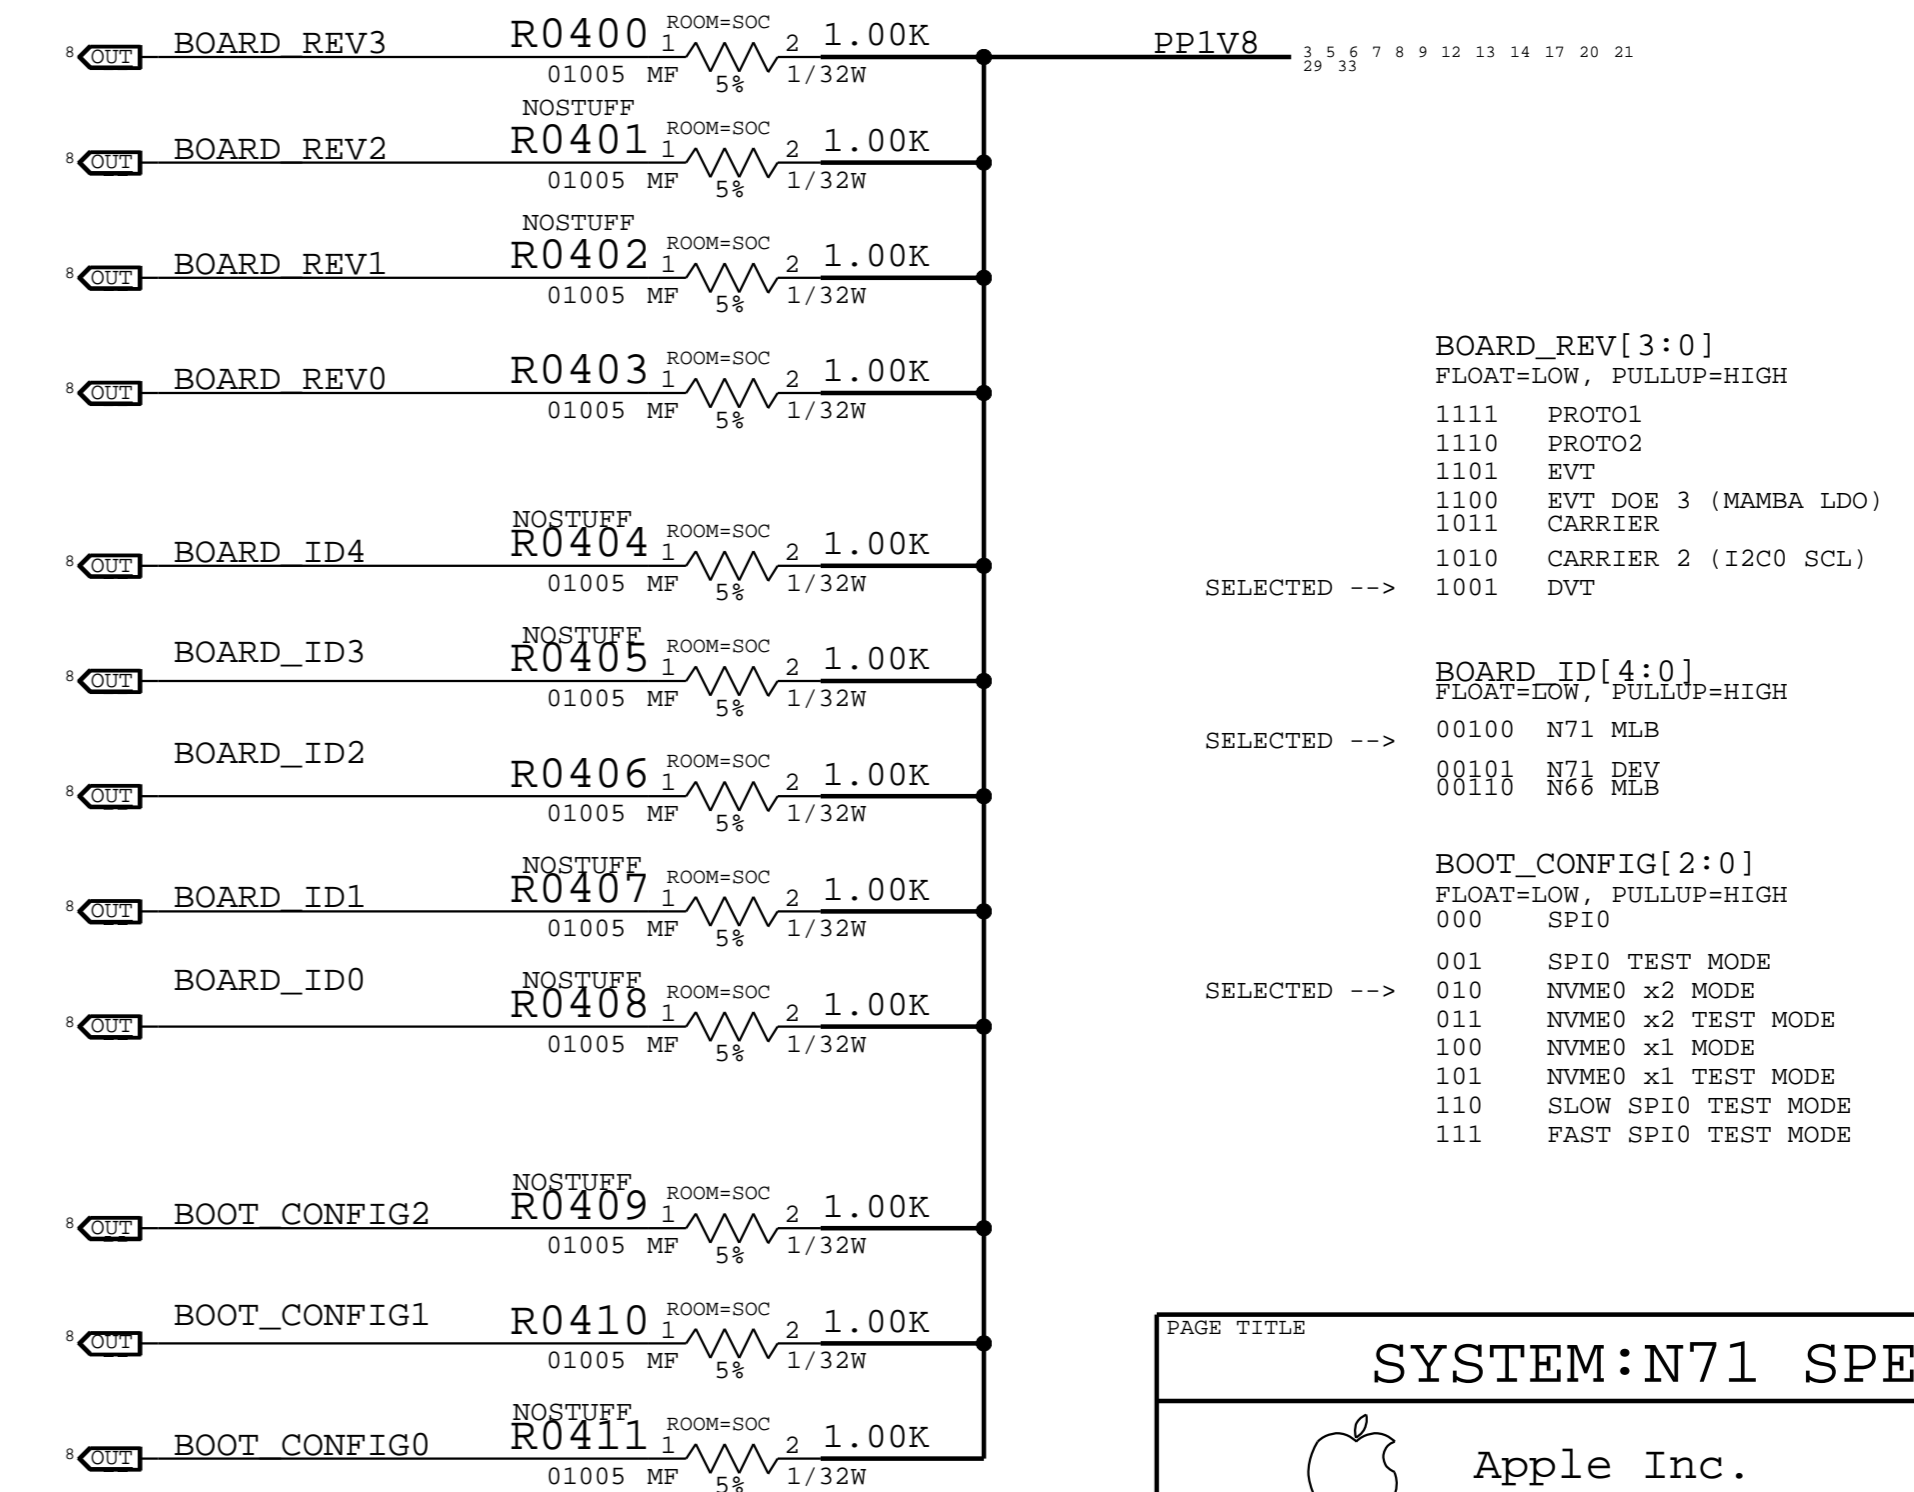 8 OUT BOARD_REV3 R0400 1 ROOM=SOC 2 1.00K PP1V8 3 5 6 7 8 9 12 13 14 17 20 21
01005 MF 5% 1/32W 29 33
NOSTUFF
8 OUT BOARD_REV2 R0401 1 ROOM=SOC 2 1.00K
01005 MF 5% 1/32W
NOSTUFF
8 OUT BOARD_REV1 R0402 1 ROOM=SOC 2 1.00K
01005 MF 5% 1/32W
8 OUT BOARD_REV0 R0403 1 ROOM=SOC 2 1.00K
01005 MF 5% 1/32W
NOSTUFF
8 OUT BOARD_ID4 R0404 1 ROOM=SOC 2 1.00K
01005 MF 5% 1/32W
NOSTUFF
8 OUT BOARD_ID3 R0405 1 ROOM=SOC 2 1.00K
01005 MF 5% 1/32W
8 OUT BOARD_ID2 R0406 1 ROOM=SOC 2 1.00K
01005 MF 5% 1/32W
NOSTUFF
8 OUT BOARD_ID1 R0407 1 ROOM=SOC 2 1.00K
01005 MF 5% 1/32W
NOSTUFF
8 OUT BOARD_ID0 R0408 1 ROOM=SOC 2 1.00K
01005 MF 5% 1/32W
NOSTUFF
8 OUT BOOT_CONFIG2 R0409 1 ROOM=SOC 2 1.00K
01005 MF 5% 1/32W
8 OUT BOOT_CONFIG1 R0410 1 ROOM=SOC 2 1.00K
01005 MF 5% 1/32W
NOSTUFF
8 OUT BOOT_CONFIG0 R0411 1 ROOM=SOC 2 1.00K
01005 MF 5% 1/32W
BOARD_REV[3:0]
FLOAT=LOW, PULLUP=HIGH
1111 PROTO1
1110 PROTO2
1101 EVT
1100 EVT DOE 3 (MAMBA LDO)
1011 CARRIER
1010 CARRIER 2 (I2C0 SCL)
SELECTED --> 1001 DVT
BOARD_ID[4:0]
FLOAT=LOW, PULLUP=HIGH
SELECTED --> 00100 N71 MLB
00101 N71 DEV
00110 N66 MLB
BOOT_CONFIG[2:0]
FLOAT=LOW, PULLUP=HIGH
000 SPI0
001 SPI0 TEST MODE
SELECTED --> 010 NVME0 x2 MODE
011 NVME0 x2 TEST MODE
100 NVME0 x1 MODE
101 NVME0 x1 TEST MODE
110 SLOW SPI0 TEST MODE
111 FAST SPI0 TEST MODE
PAGE TITLE
SYSTEM:N71 SPE
Apple Inc.